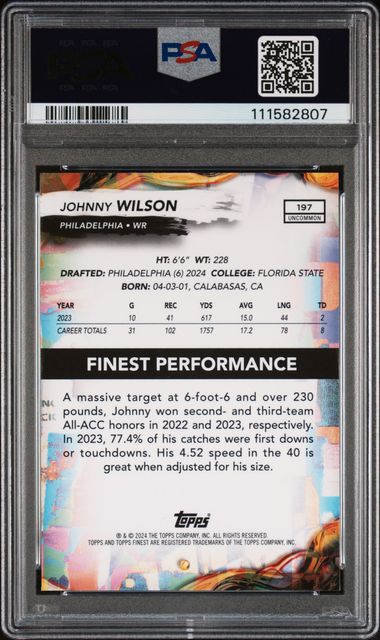 PSA
111582807
JOHNNY WILSON
PHILADELPHIA • WR
197
UNCOMMON
HT: 6'6" WT: 228
DRAFTED: PHILADELPHIA (6) 2024 COLLEGE: FLORIDA STATE
BORN: 04-03-01, CALABASAS, CA
YEAR G REC YDS AVG LNG TD
2023 10 41 617 15.0 44 2
CAREER TOTALS 31 102 1757 17.2 78 8
FINEST PERFORMANCE
A massive target at 6-foot-6 and over 230
pounds, Johnny won second- and third-team
All-ACC honors in 2022 and 2023, respectively.
In 2023, 77.4% of his catches were first downs
or touchdowns. His 4.52 speed in the 40 is
great when adjusted for his size.
Topps
® & © 2024 THE TOPPS COMPANY, INC. ALL RIGHTS RESERVED.
TOPPS AND TOPPS FINEST ARE REGISTERED TRADEMARKS OF THE TOPPS COMPANY, INC.